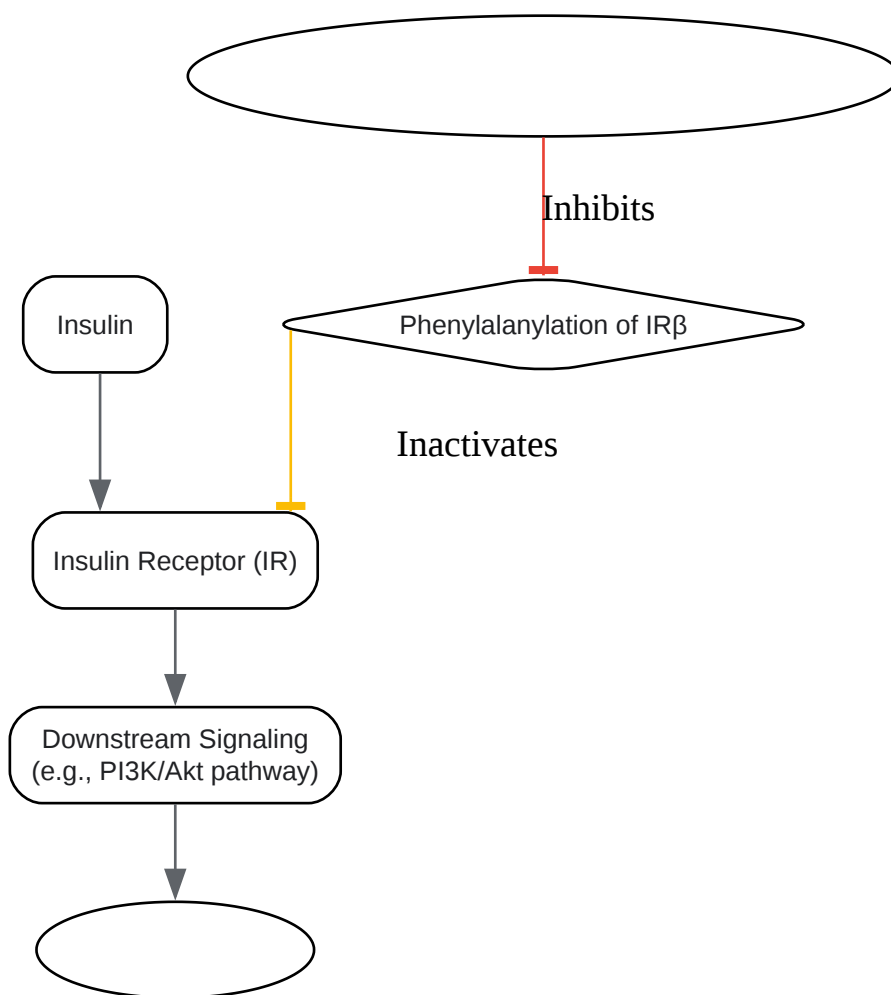 Inhibits
Insulin
Phenylalanylation of IRβ
Inactivates
Insulin Receptor (IR)
Downstream Signaling
(e.g., PI3K/Akt pathway)